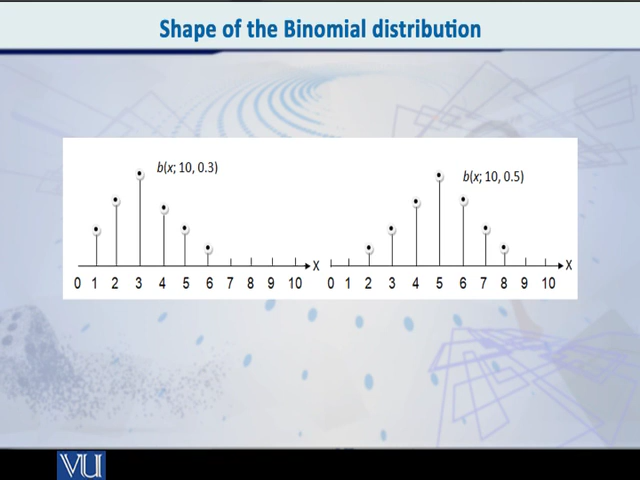 Shape of the Binomial distribution
b(x; 10, 0.3)
b(x; 10, 0.5)
X
X
0 1 2 3 4 5 6 7 8 9 10
0 1 2 3 4 5 6 7 8 9 10
VU